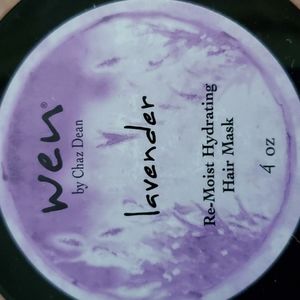 wen®
by Chaz Dean
lavender
Re-Moist Hydrating
Hair Mask
4 oz